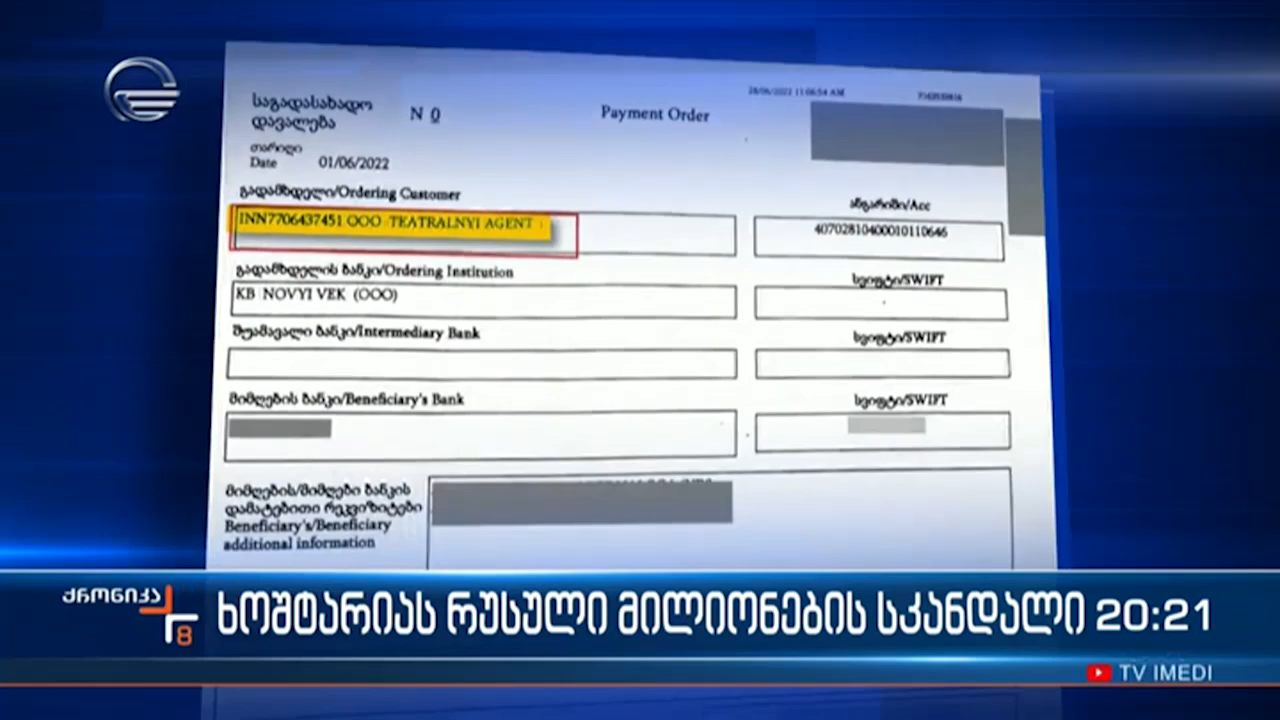 საგადასახადო
დავალება
N 0
Payment Order
28/06/2022 11:06:54 AM
თარიღი
Date 01/06/2022
გადამხდელი/Ordering Customer
ანგარიში/Acc
INN7706437451 OOO TEATRALNYI AGENT
40702810400010110646
გადამხდელის ბანკი/Ordering Institution
სვიფტი/SWIFT
KB NOVYI VEK (OOO)
შუამავალი ბანკი/Intermediary Bank
სვიფტი/SWIFT
მიმღების ბანკი/Beneficiary's Bank
სვიფტი/SWIFT
მიმღების/მიმღები ბანკის
დამატებითი რეკვიზიტები
Beneficiary's/Beneficiary
additional information
ქრონიკა
8
ხოშტარიას რუსული მილიონების სკანდალი 20:21
TV IMEDI